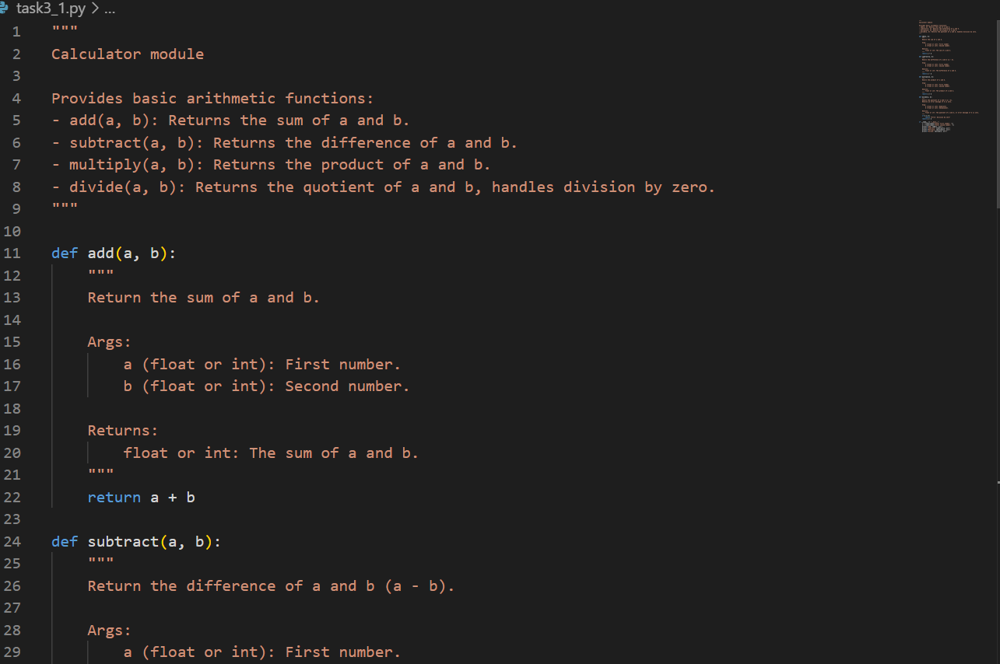 task3_1.py > ...
1 """
2 Calculator module
3
4 Provides basic arithmetic functions:
5 - add(a, b): Returns the sum of a and b.
6 - subtract(a, b): Returns the difference of a and b.
7 - multiply(a, b): Returns the product of a and b.
8 - divide(a, b): Returns the quotient of a and b, handles division by zero.
9 """
10
11 def add(a, b):
12     """
13     Return the sum of a and b.
14
15     Args:
16         a (float or int): First number.
17         b (float or int): Second number.
18
19     Returns:
20         float or int: The sum of a and b.
21     """
22     return a + b
23
24 def subtract(a, b):
25     """
26     Return the difference of a and b (a - b).
27
28     Args:
29         a (float or int): First number.